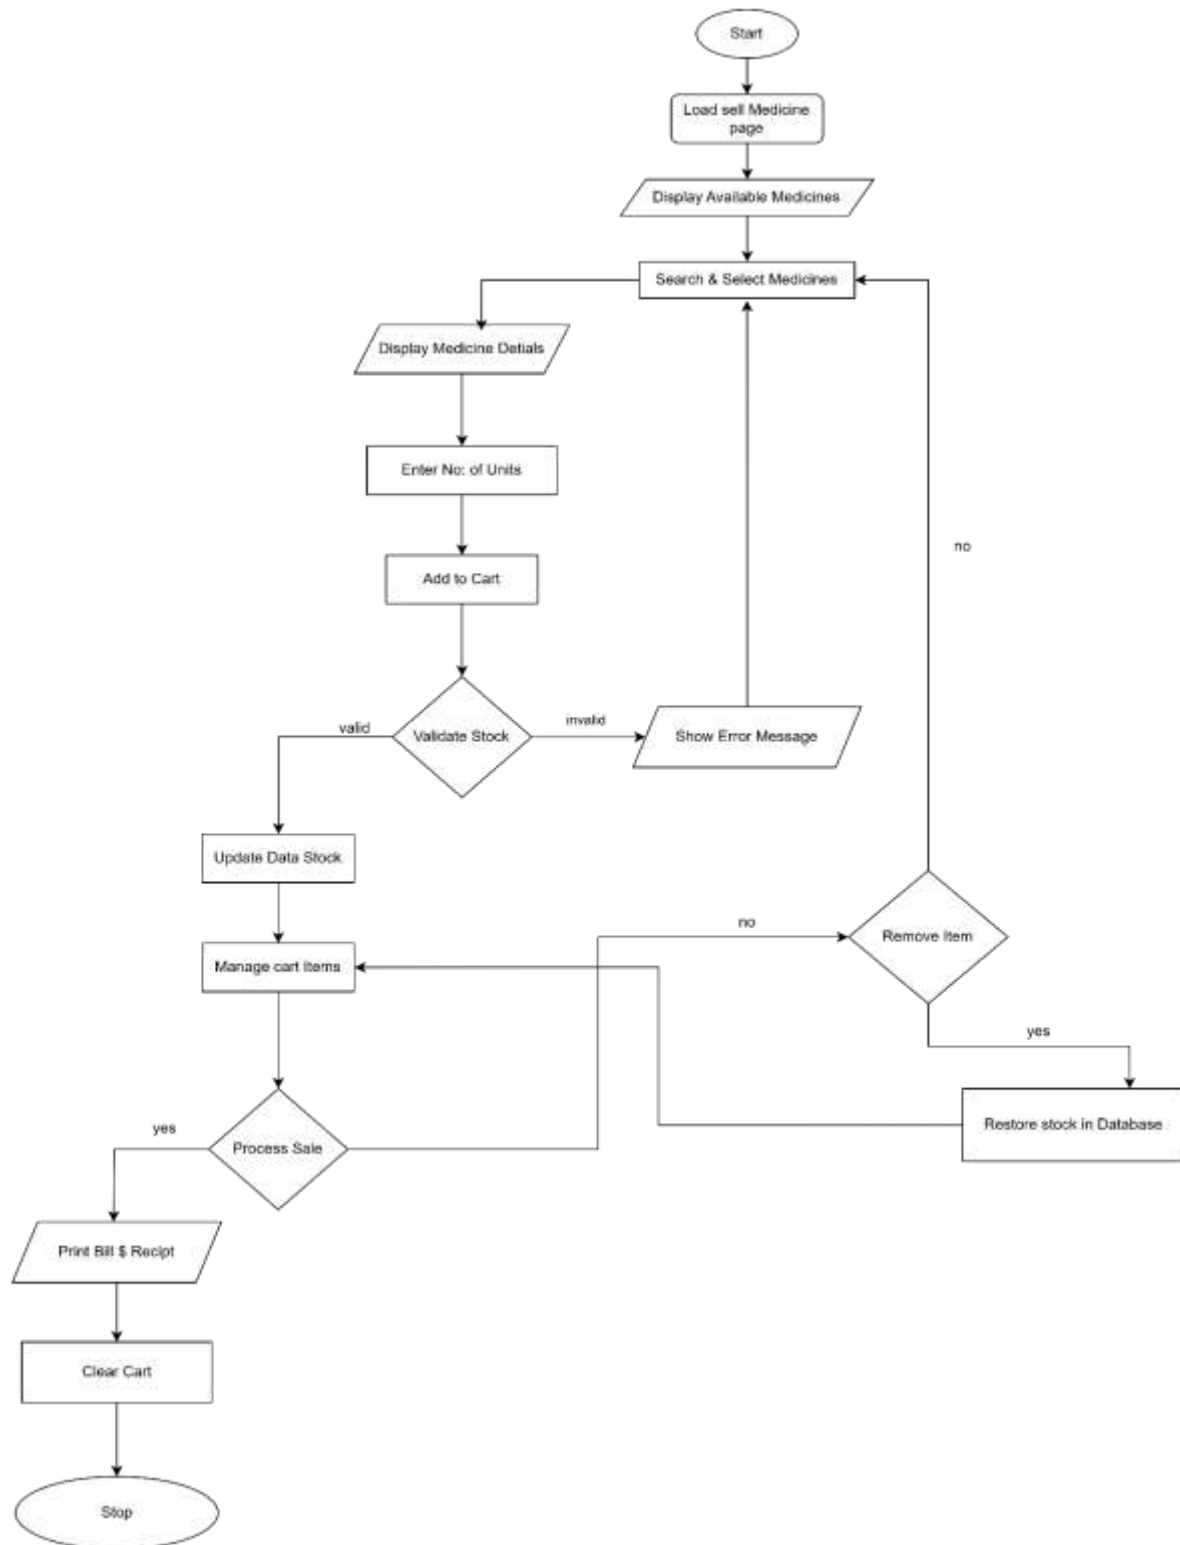 Start
Load sell Medicine
page
Display Available Medicines
Search & Select Medicines
Display Medicine Detials
Enter No: of Units
no
Add to Cart
valid
Validate Stock
invalid
Show Error Message
Update Data Stock
no
Remove Item
Manage cart Items
yes
Restore stock in Database
yes
Process Sale
Print Bill $ Recipt
Clear Cart
Stop